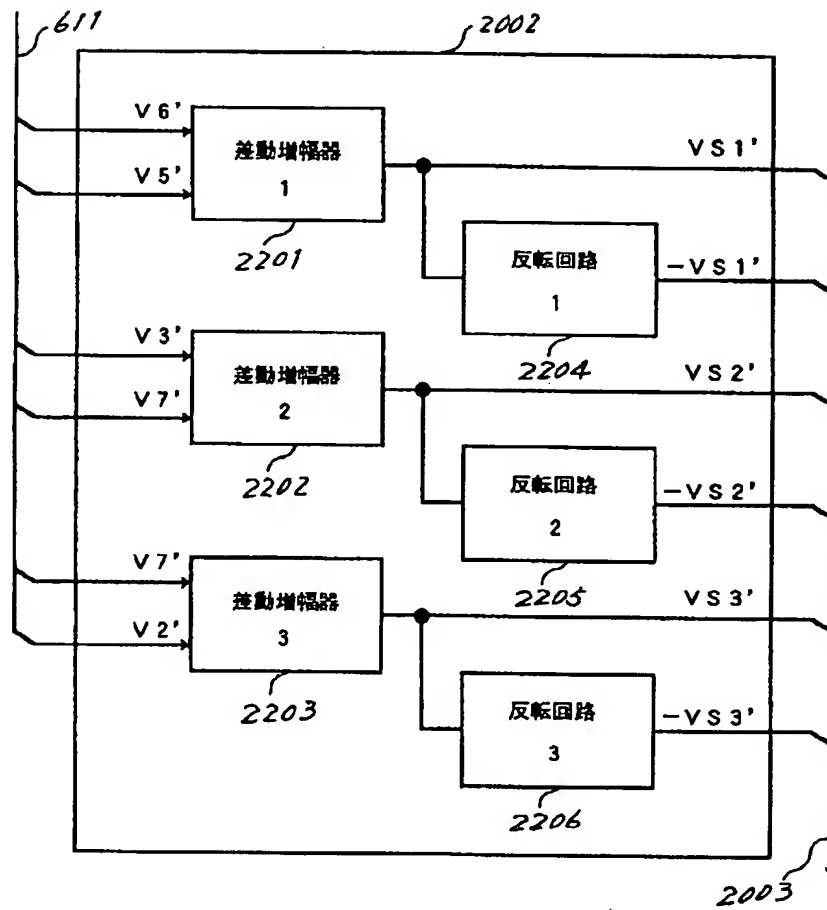 611
2002
V6'
V5'
差動増幅器
1
2201
VS1'
反転回路
1
2204
-VS1'
V3'
V7'
差動増幅器
2
2202
VS2'
反転回路
2
2205
-VS2'
V7'
V2'
差動増幅器
3
2203
VS3'
反転回路
3
2206
-VS3'
2003